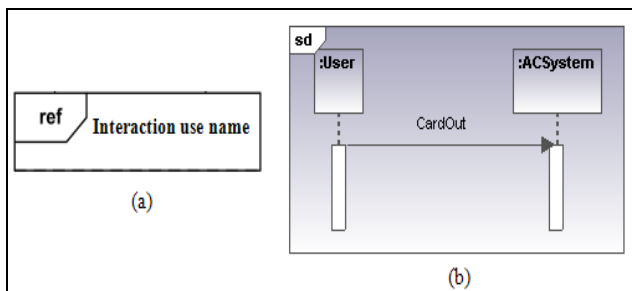 ref
Interaction use name
(a)
sd
:User
:ACSystem
CardOut
(b)